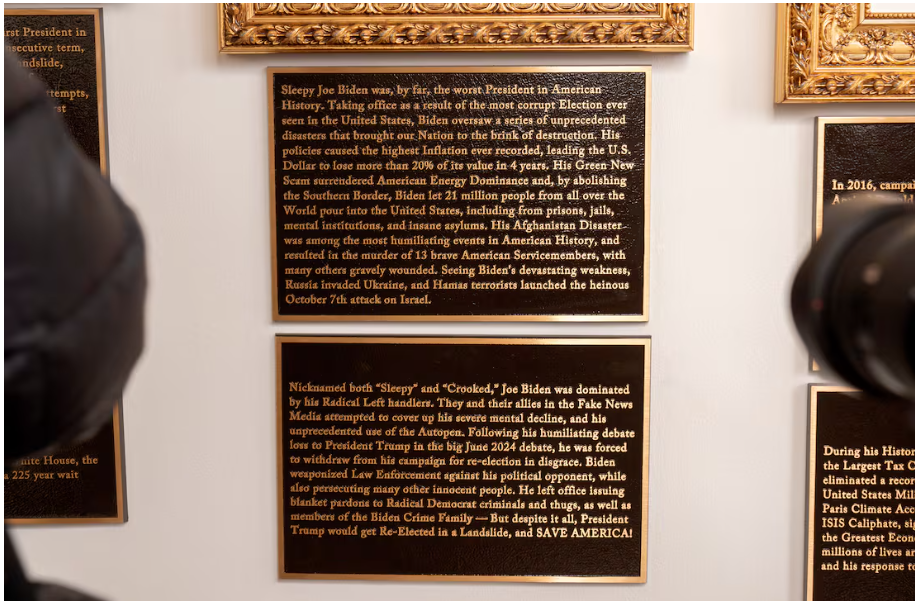 rst President in
nsecutive term,
ndslide,
ttempts,
rst
hite House, the
a 225 year wait
Sleepy Joe Biden was, by far, the worst President in American
History. Taking office as a result of the most corrupt Election ever
seen in the United States, Biden oversaw a series of unprecedented
disasters that brought our Nation to the brink of destruction. His
policies caused the highest Inflation ever recorded, leading the U.S.
Dollar to lose more than 20% of its value in 4 years. His Green New
Scam surrendered American Energy Dominance and, by abolishing
the Southern Border, Biden let 21 million people from all over the
World pour into the United States, including from prisons, jails,
mental institutions, and insane asylums. His Afghanistan Disaster
was among the most humiliating events in American History, and
resulted in the murder of 13 brave American Servicemembers, with
many others gravely wounded. Seeing Biden's devastating weakness,
Russia invaded Ukraine, and Hamas terrorists launched the heinous
October 7th attack on Israel.
Nicknamed both "Sleepy" and "Crooked," Joe Biden was dominated
by his Radical Left handlers. They and their allies in the Fake News
Media attempted to cover up his severe mental decline, and his
unprecedented use of the Autopen. Following his humiliating debate
loss to President Trump in the big June 2024 debate, he was forced
to withdraw from his campaign for re-election in disgrace. Biden
weaponized Law Enforcement against his political opponent, while
also persecuting many other innocent people. He left office issuing
blanket pardons to Radical Democrat criminals and thugs, as well as
members of the Biden Crime Family — But despite it all, President
Trump would get Re-Elected in a Landslide, and SAVE AMERICA!
In 2016, campai
During his Histor
the Largest Tax C
eliminated a recor
United States Mil
Paris Climate Acc
ISIS Caliphate, sig
the Greatest Econ
millions of lives ar
and his response to